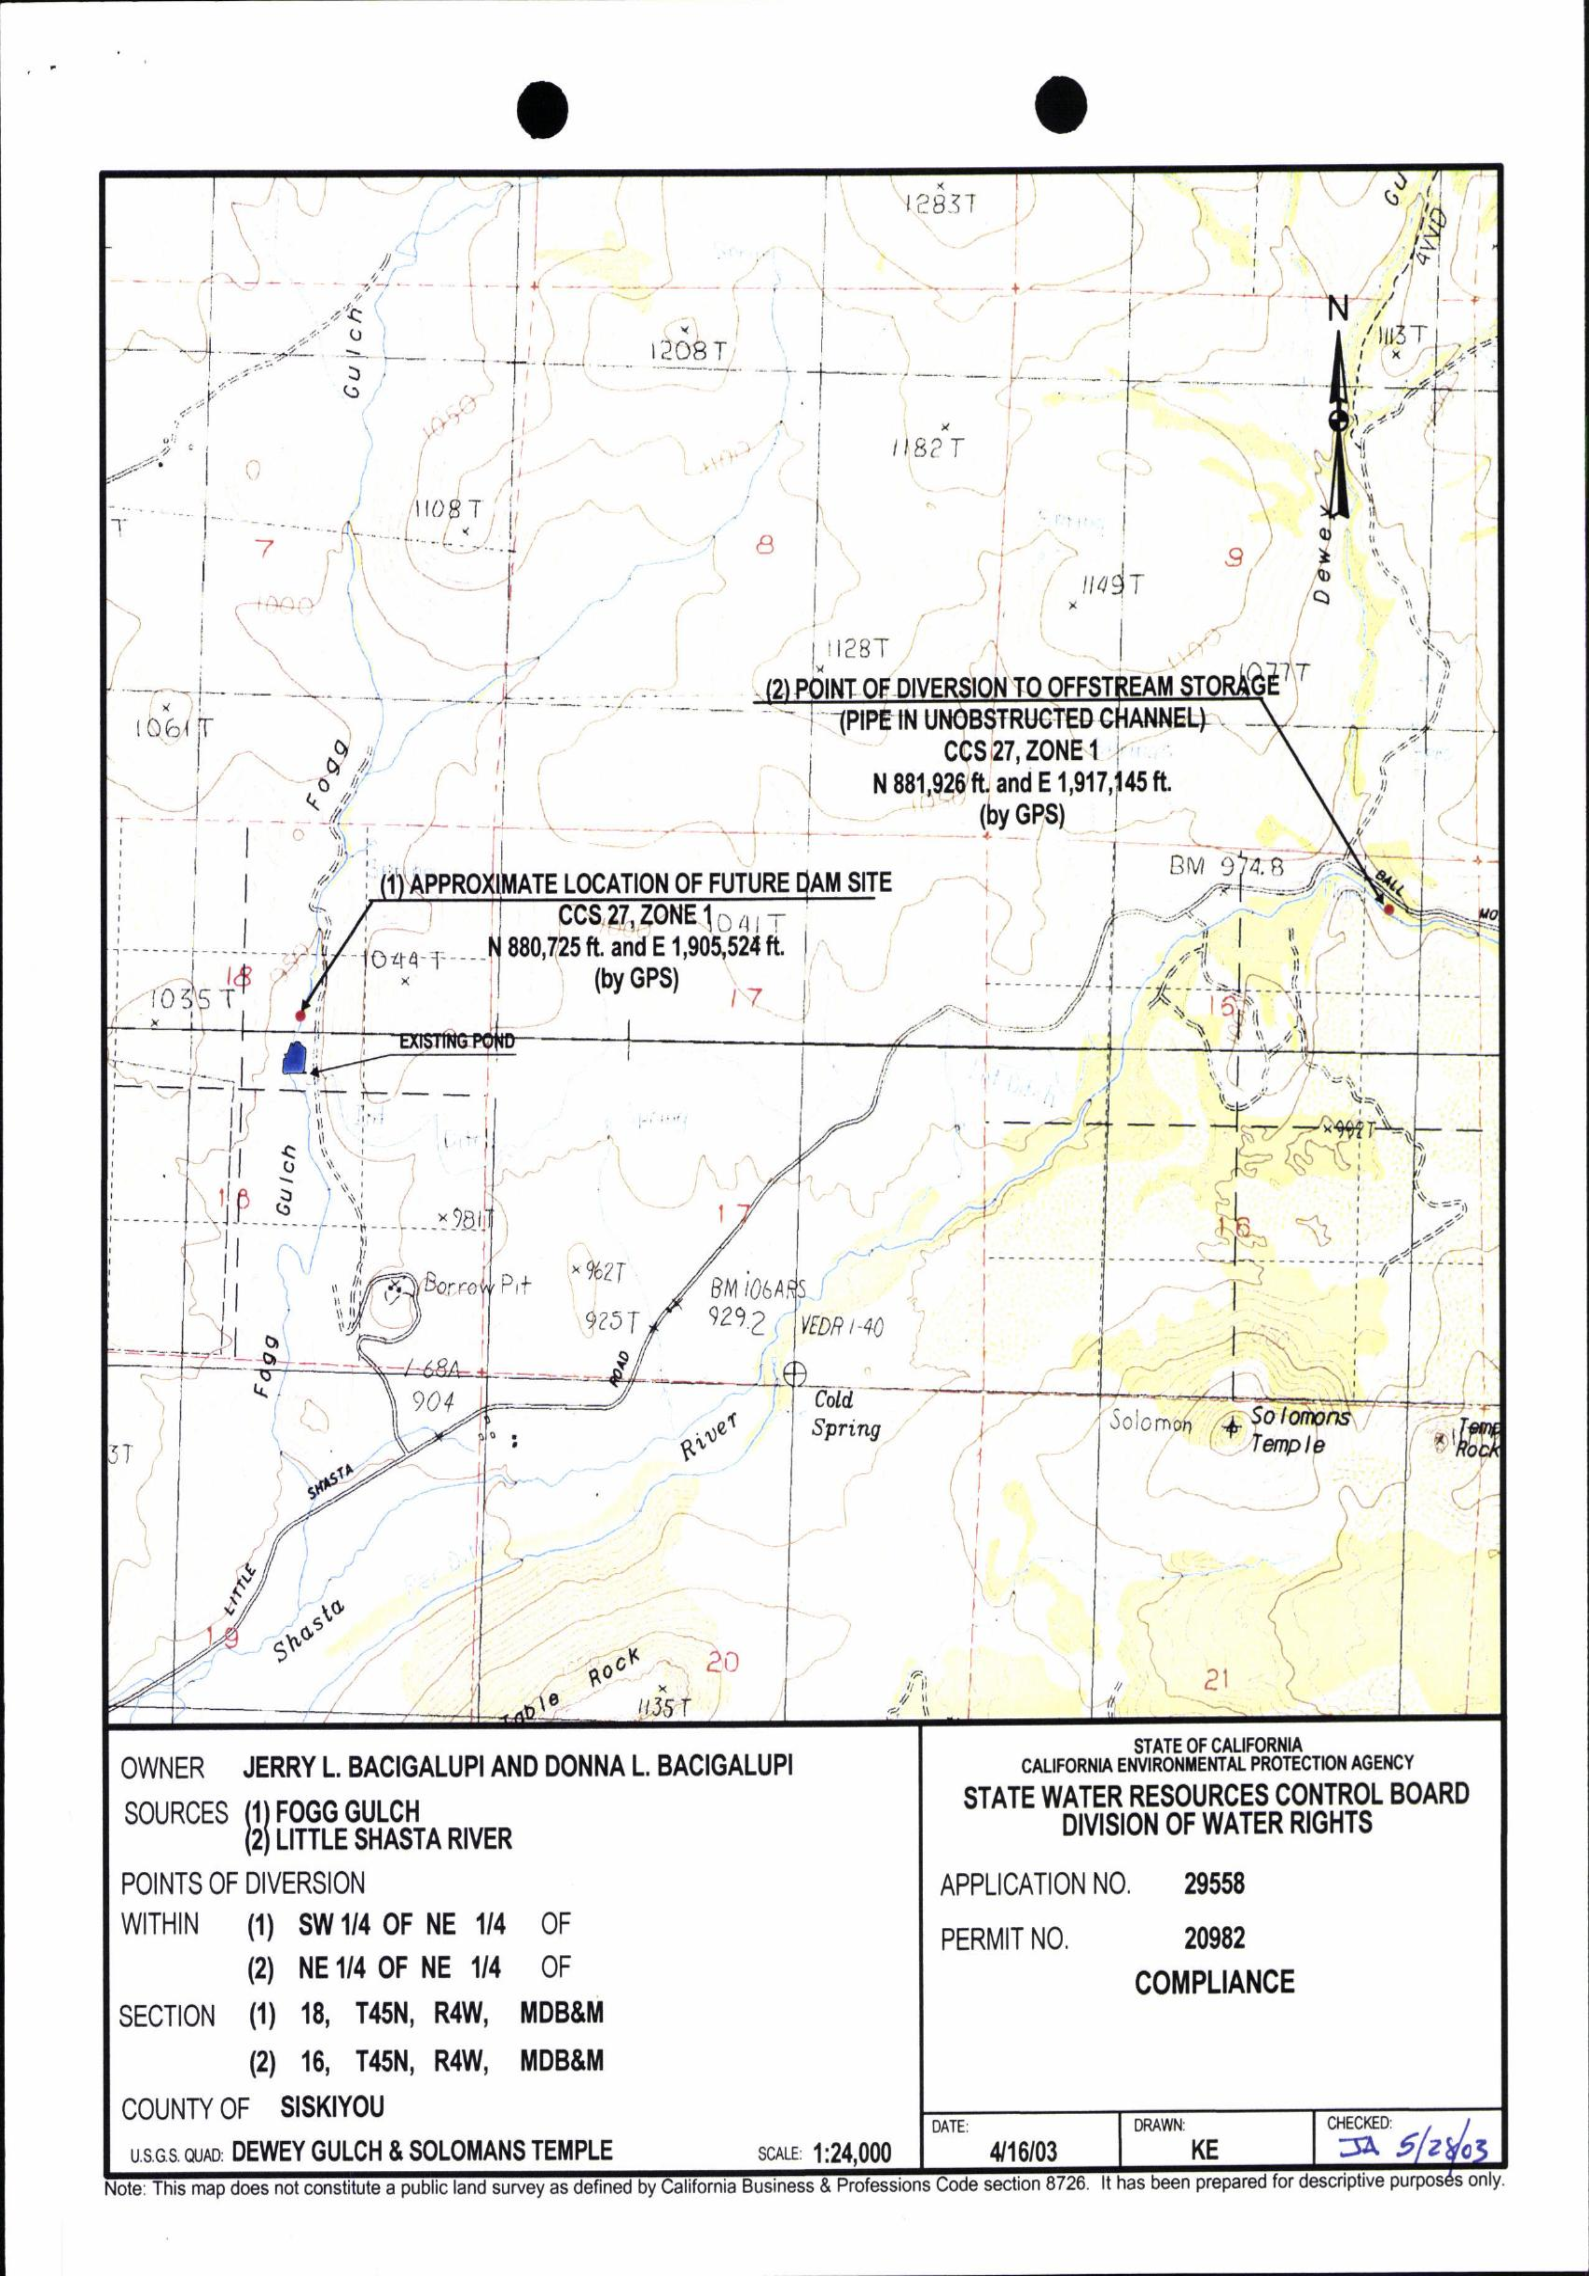 1283T
Gu
4WD
N
Gulch
1208T
1113T
1050
1182T
1108T
T
7
8
9
Dewey
1149T
1000
1128T
1100
1077T
(2) POINT OF DIVERSION TO OFFSTREAM STORAGE
(PIPE IN UNOBSTRUCTED CHANNEL)
CCS 27, ZONE 1
N 881,926 ft. and E 1,917,145 ft.
(by GPS)
1061T
Fogg
BM 974.8
BALL
MO
(1) APPROXIMATE LOCATION OF FUTURE DAM SITE
CCS 27, ZONE 1
1041T
N 880,725 ft. and E 1,905,524 ft.
(by GPS)
1044T
18
17
1035T
EXISTING POND
992T
Gulch
18
17
16
981T
Borrow Pit
962T
925T
BM 106ARS
929.2
VEDR 1-40
Fogg
1-68A
904
ROAD
Cold
Spring
River
Solomon
Solomons
Temple
Temp
Rock
3T
SHASTA
LITTLE
Shasta
19
20
21
Table Rock
1135T
OWNER JERRY L. BACIGALUPI AND DONNA L. BACIGALUPI
SOURCES (1) FOGG GULCH
(2) LITTLE SHASTA RIVER
POINTS OF DIVERSION
WITHIN (1) SW 1/4 OF NE 1/4 OF
(2) NE 1/4 OF NE 1/4 OF
SECTION (1) 18, T45N, R4W, MDB&M
(2) 16, T45N, R4W, MDB&M
COUNTY OF SISKIYOU
U.S.G.S. QUAD: DEWEY GULCH & SOLOMANS TEMPLE SCALE: 1:24,000
STATE OF CALIFORNIA
CALIFORNIA ENVIRONMENTAL PROTECTION AGENCY
STATE WATER RESOURCES CONTROL BOARD
DIVISION OF WATER RIGHTS
APPLICATION NO. 29558
PERMIT NO. 20982
COMPLIANCE
DATE: 4/16/03
DRAWN: KE
CHECKED: JA 5/28/03
Note: This map does not constitute a public land survey as defined by California Business & Professions Code section 8726. It has been prepared for descriptive purposes only.